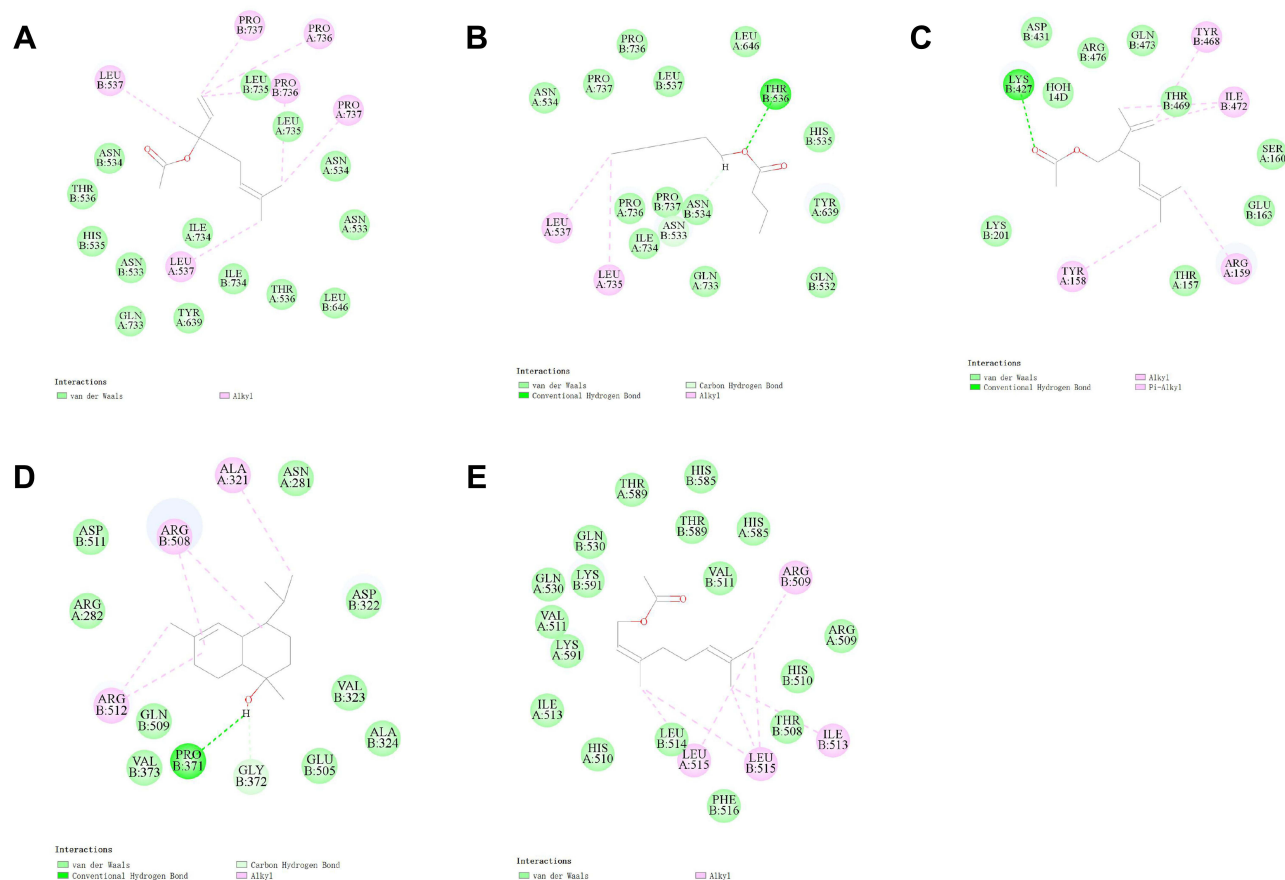 A
PRO
B:737
PRO
A:736
LEU
B:537
LEU
B:735
PRO
B:736
PRO
A:737
LEU
A:735
ASN
B:534
ASN
A:534
THR
B:536
ASN
A:533
HIS
B:535
ILE
A:734
ASN
B:533
LEU
A:537
ILE
B:734
THR
A:536
LEU
B:646
GLN
A:733
TYR
A:639
O
O
Interactions
van der Waals
Alkyl
B
PRO
B:736
LEU
A:646
ASN
A:534
PRO
A:737
LEU
B:537
THR
B:536
HIS
B:535
O
O
H
PRO
A:736
PRO
B:737
ASN
B:534
TYR
A:639
LEU
A:537
ILE
A:734
ASN
B:533
LEU
A:735
GLN
A:733
GLN
B:532
Interactions
van der Waals
Conventional Hydrogen Bond
Carbon Hydrogen Bond
Alkyl
C
ASP
B:431
ARG
B:476
GLN
B:473
TYR
B:468
LYS
B:427
HOH
14D
THR
B:469
ILE
B:472
SER
A:160
O
O
GLU
B:163
LYS
B:201
TYR
A:158
THR
A:157
ARG
A:159
Interactions
van der Waals
Conventional Hydrogen Bond
Alkyl
Pi-Alkyl
D
ALA
A:321
ASN
A:281
ASP
B:511
ARG
B:508
ARG
A:282
ASP
B:322
ARG
B:512
GLN
B:509
O
H
VAL
B:323
ALA
B:324
VAL
B:373
PRO
B:371
GLY
B:372
GLU
B:505
Interactions
van der Waals
Conventional Hydrogen Bond
Carbon Hydrogen Bond
Alkyl
E
THR
A:589
HIS
B:585
GLN
B:530
THR
B:589
HIS
A:585
GLN
A:530
LYS
B:591
VAL
B:511
ARG
B:509
VAL
A:511
LYS
A:591
O
O
ARG
A:509
HIS
B:510
ILE
A:513
LEU
B:514
THR
B:508
ILE
B:513
HIS
A:510
LEU
A:515
LEU
B:515
PHE
B:516
Interactions
van der Waals
Alkyl